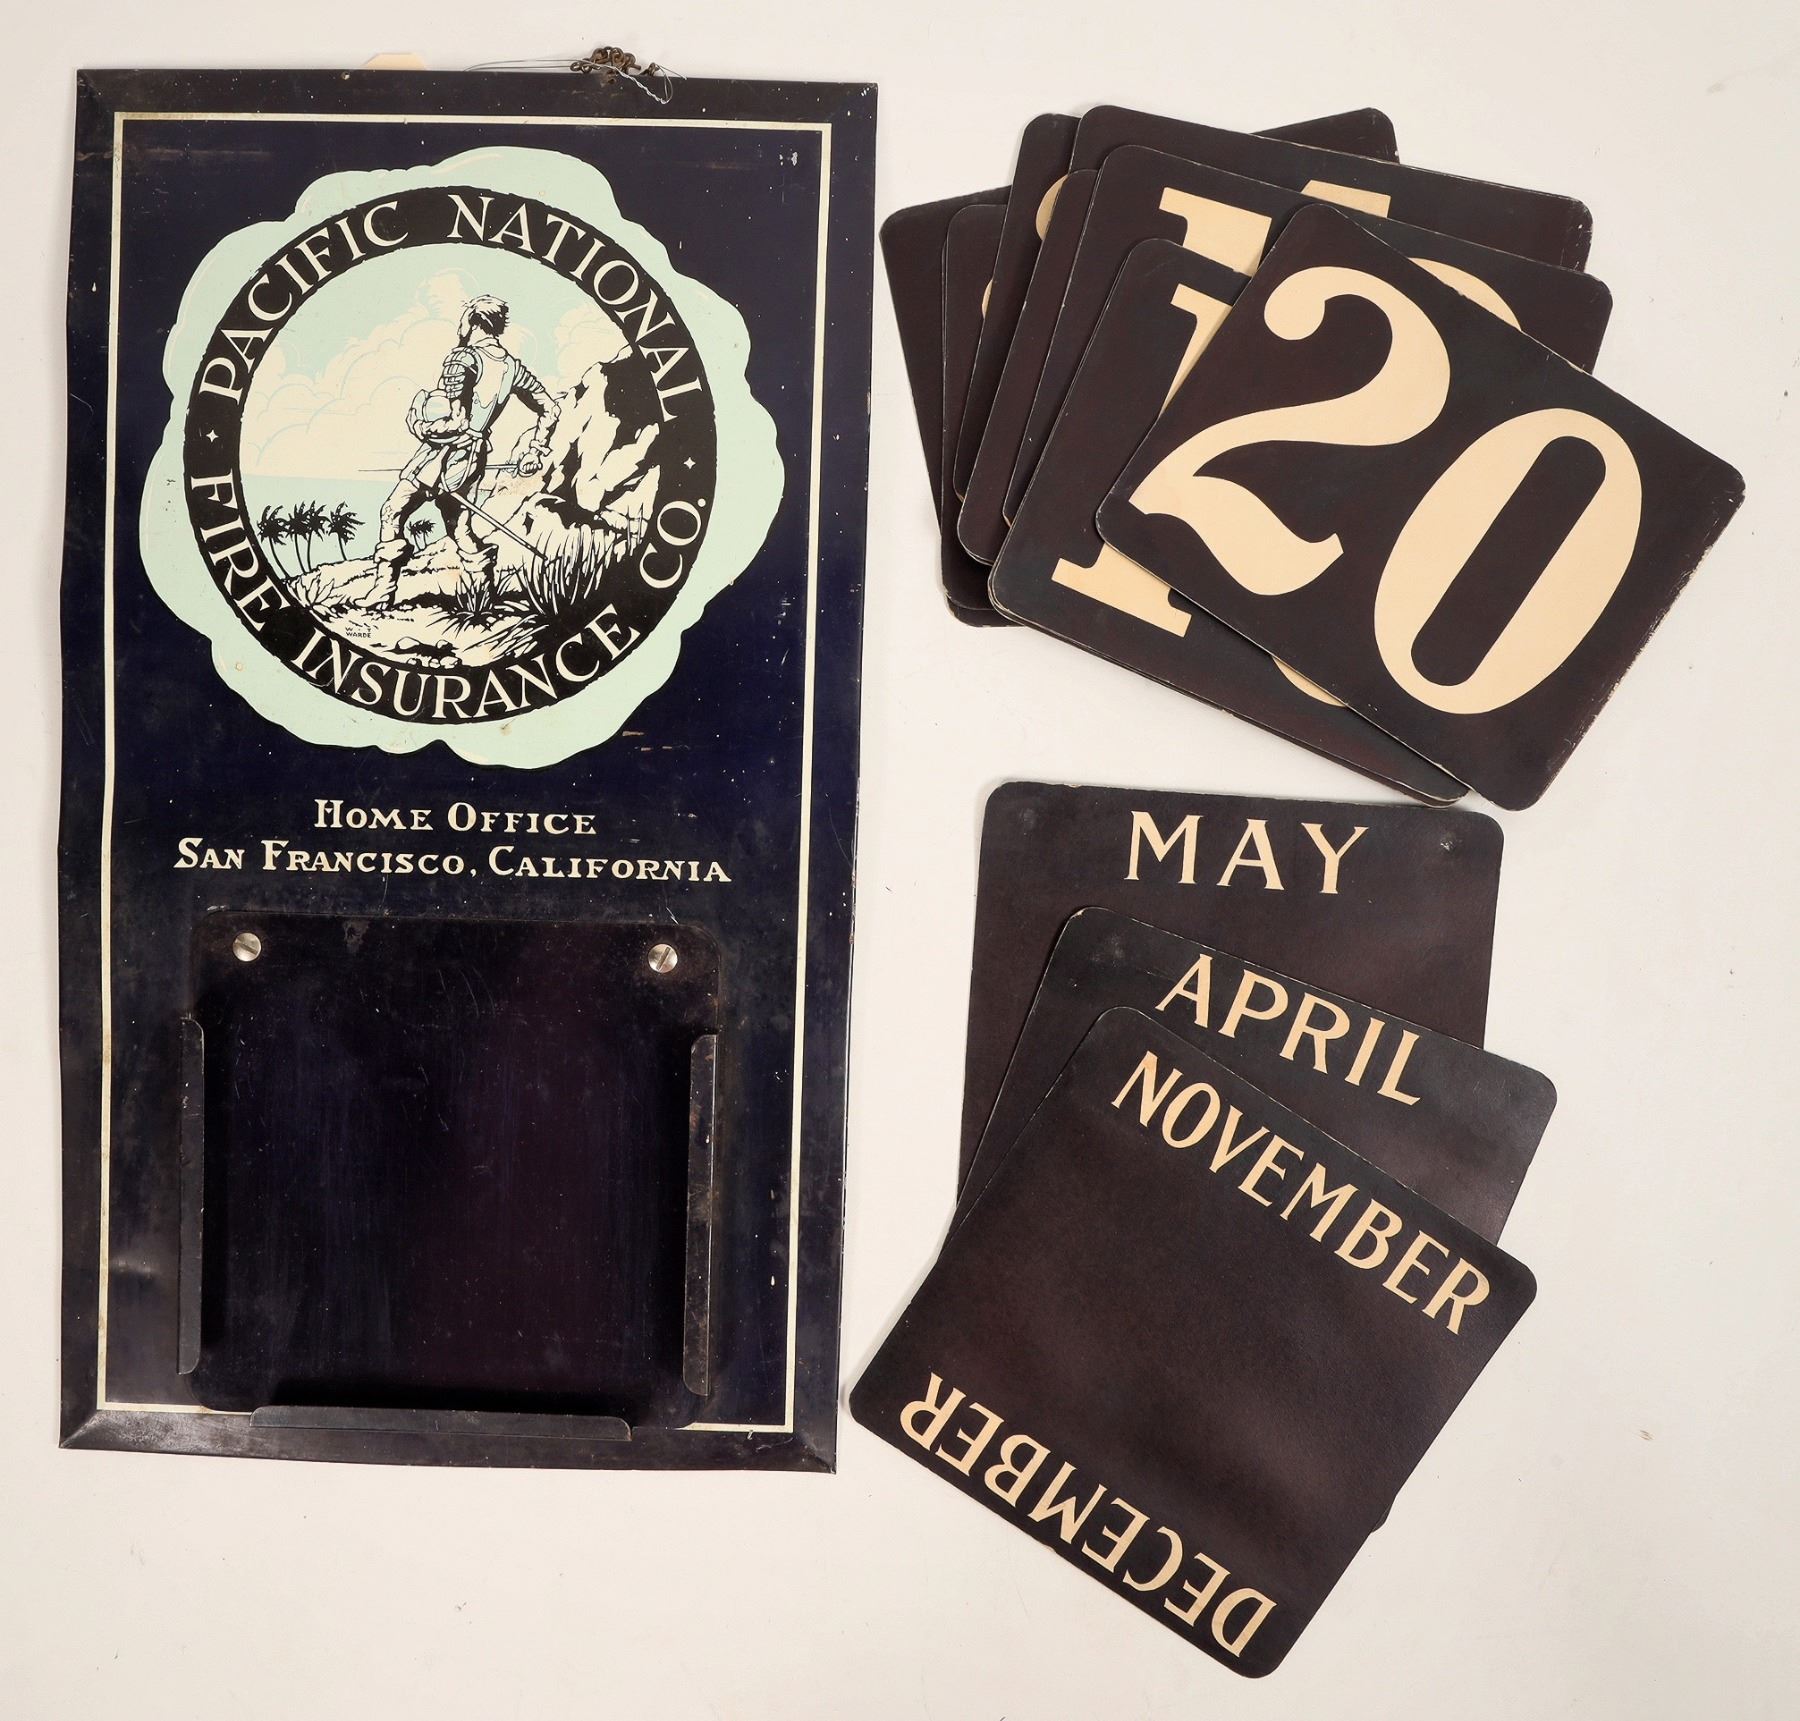 PACIFIC NATIONAL
FIRE INSURANCE CO.
W.T.
WARDE
HOME OFFICE
SAN FRANCISCO, CALIFORNIA
20
MAY
APRIL
NOVEMBER
DECEMBER